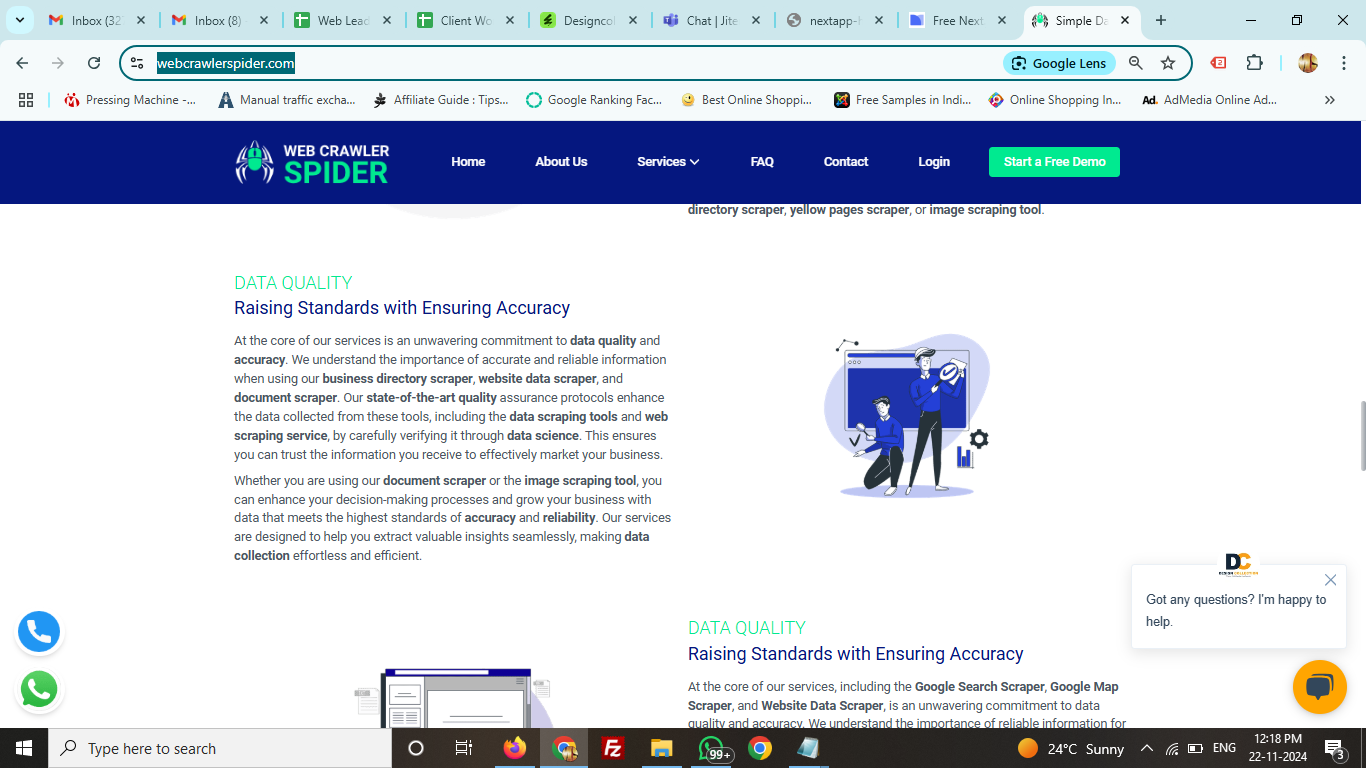 Inbox (32
Inbox (8)
Web Lead
Client Wo
Designcol
Chat | Jite
nextapp-h
Free Next
Simple Da
webcrawlerspider.com
Google Lens
2
Pressing Machine -...
Manual traffic excha...
Affiliate Guide : Tips...
Google Ranking Fac...
Best Online Shoppi...
Free Samples in Indi...
Online Shopping In...
Ad.
AdMedia Online Ad...
WEB CRAWLER
SPIDER
Home
About Us
Services
FAQ
Contact
Login
Start a Free Demo
directory scraper, yellow pages scraper, or image scraping tool.
DATA QUALITY
Raising Standards with Ensuring Accuracy
At the core of our services is an unwavering commitment to data quality and
accuracy. We understand the importance of accurate and reliable information
when using our business directory scraper, website data scraper, and
document scraper. Our state-of-the-art quality assurance protocols enhance
the data collected from these tools, including the data scraping tools and web
scraping service, by carefully verifying it through data science. This ensures
you can trust the information you receive to effectively market your business.
Whether you are using our document scraper or the image scraping tool, you
can enhance your decision-making processes and grow your business with
data that meets the highest standards of accuracy and reliability. Our services
are designed to help you extract valuable insights seamlessly, making data
collection effortless and efficient.
DC
Got any questions? I'm happy to
help.
DATA QUALITY
Raising Standards with Ensuring Accuracy
At the core of our services, including the Google Search Scraper, Google Map
Scraper, and Website Data Scraper, is an unwavering commitment to data
quality and accuracy. We understand the importance of reliable information for
Type here to search
Fz
99+
24°C Sunny
ENG
12:18 PM
22-11-2024
3